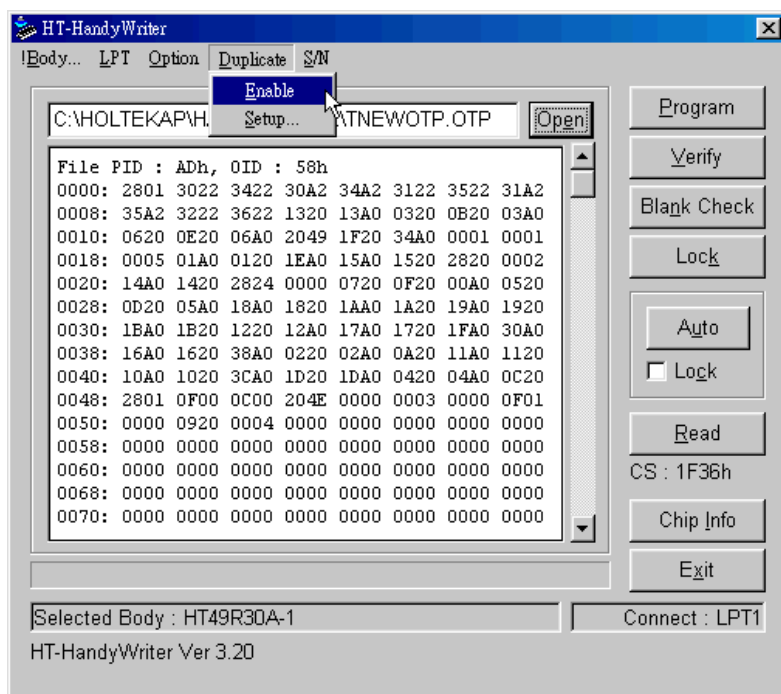 HT-HandyWriter
!Body... LPT Option Duplicate S/N
Enable
Setup...
C:\HOLTEKAP\H ATNEWOTP.OTP Open
File PID : ADh, OID : 58h
0000: 2801 3022 3422 30A2 34A2 3122 3522 31A2
0008: 35A2 3222 3622 1320 13A0 0320 0B20 03A0
0010: 0620 0E20 06A0 2049 1F20 34A0 0001 0001
0018: 0005 01A0 0120 1EA0 15A0 1520 2820 0002
0020: 14A0 1420 2824 0000 0720 0F20 00A0 0520
0028: 0D20 05A0 18A0 1820 1AA0 1A20 19A0 1920
0030: 1BA0 1B20 1220 12A0 17A0 1720 1FA0 30A0
0038: 16A0 1620 38A0 0220 02A0 0A20 11A0 1120
0040: 10A0 1020 3CA0 1D20 1DA0 0420 04A0 0C20
0048: 2801 0F00 0C00 204E 0000 0003 0000 0F01
0050: 0000 0920 0004 0000 0000 0000 0000 0000
0058: 0000 0000 0000 0000 0000 0000 0000 0000
0060: 0000 0000 0000 0000 0000 0000 0000 0000
0068: 0000 0000 0000 0000 0000 0000 0000 0000
0070: 0000 0000 0000 0000 0000 0000 0000 0000
Program
Verify
Blank Check
Lock
Auto
Lock
Read
CS : 1F36h
Chip Info
Exit
Selected Body : HT49R30A-1
Connect : LPT1
HT-HandyWriter Ver 3.20